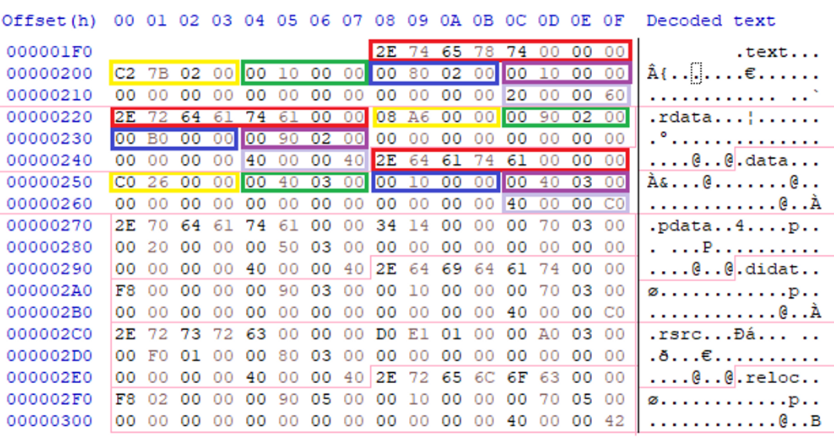 Offset(h) 00 01 02 03 04 05 06 07 08 09 0A 0B 0C 0D 0E 0F Decoded text
000001F0 2E 74 65 78 74 00 00 00 .text...
00000200 C2 7B 02 00 00 10 00 00 00 80 02 00 00 10 00 00 Â{.......€......
00000210 00 00 00 00 00 00 00 00 00 00 00 00 20 00 00 60 ............ ..`
00000220 2E 72 64 61 74 61 00 00 08 A6 00 00 00 90 02 00 .rdata...¦......
00000230 00 B0 00 00 00 90 02 00 00 00 00 00 00 00 00 00 .°..............
00000240 00 00 00 00 40 00 00 40 2E 64 61 74 61 00 00 00 ....@..@.data...
00000250 C0 26 00 00 00 40 03 00 00 10 00 00 00 40 03 00 À&...@.......@..
00000260 00 00 00 00 00 00 00 00 00 00 00 00 40 00 00 C0 ............@..À
00000270 2E 70 64 61 74 61 00 00 34 14 00 00 00 70 03 00 .pdata..4....p..
00000280 00 20 00 00 00 50 03 00 00 00 00 00 00 00 00 00 . ...P..........
00000290 00 00 00 00 40 00 00 40 2E 64 69 64 61 74 00 00 ....@..@.didat..
000002A0 F8 00 00 00 00 90 03 00 00 10 00 00 00 70 03 00 ø............p..
000002B0 00 00 00 00 00 00 00 00 00 00 00 00 40 00 00 C0 ............@..À
000002C0 2E 72 73 72 63 00 00 00 D0 E1 01 00 00 A0 03 00 .rsrc...Ðá... ..
000002D0 00 F0 01 00 00 80 03 00 00 00 00 00 00 00 00 00 .ð...€..........
000002E0 00 00 00 00 40 00 00 40 2E 72 65 6C 6F 63 00 00 ....@..@.reloc..
000002F0 F8 02 00 00 00 90 05 00 00 10 00 00 00 70 05 00 ø............p..
00000300 00 00 00 00 00 00 00 00 00 00 00 00 40 00 00 42 ............@..B